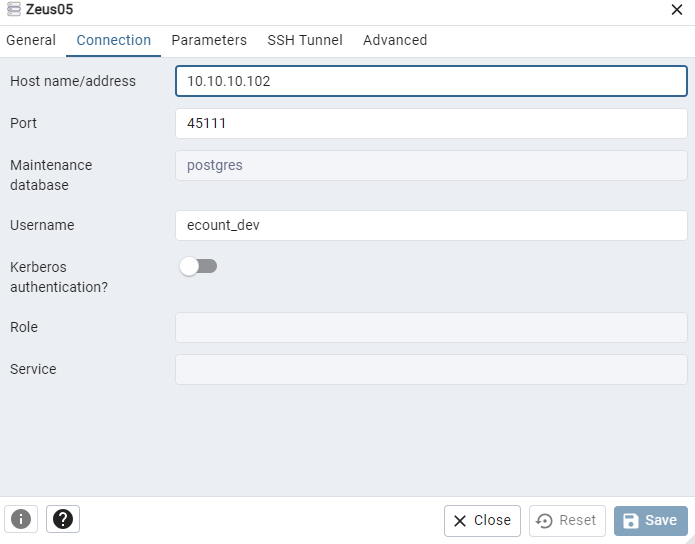 Zeus05
General Connection Parameters SSH Tunnel Advanced
Host name/address 10.10.10.102
Port 45111
Maintenance
database
postgres
Username ecount_dev
Kerberos
authentication?
Role
Service
Close Reset Save